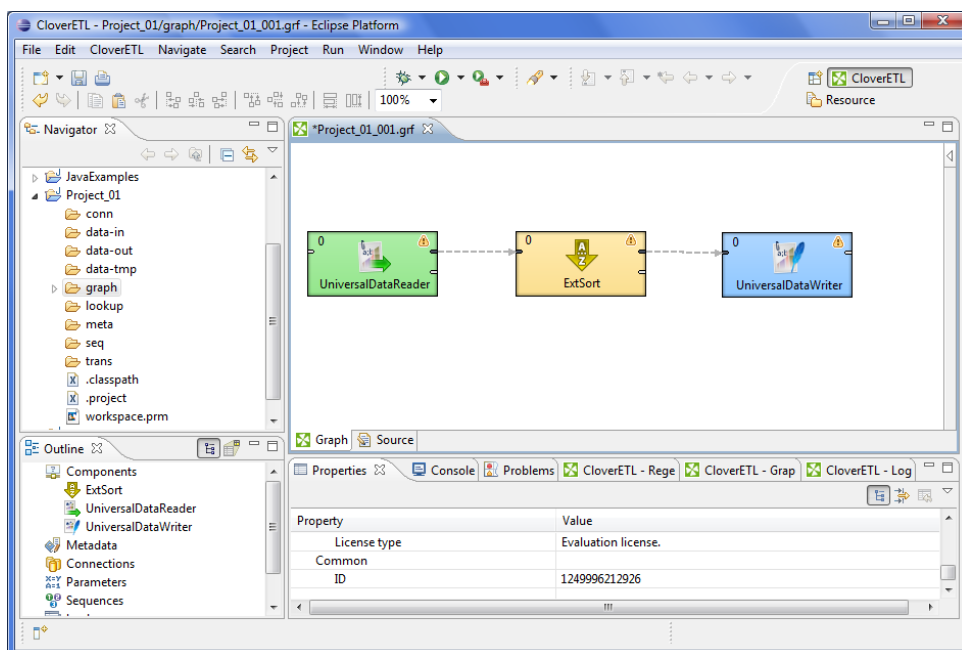 CloverETL - Project_01/graph/Project_01_001.grf - Eclipse Platform
File Edit CloverETL Navigate Search Project Run Window Help
CloverETL
100%
Resource
Navigator
*Project_01_001.grf
JavaExamples
Project_01
conn
data-in
data-out
data-tmp
graph
lookup
meta
seq
trans
.classpath
.project
workspace.prm
0
UniversalDataReader
0
ExtSort
0
UniversalDataWriter
Graph Source
Outline
Components
ExtSort
UniversalDataReader
UniversalDataWriter
Metadata
Connections
Parameters
Sequences
Properties Console Problems CloverETL - Rege CloverETL - Grap CloverETL - Log
Property Value
License type Evaluation license.
Common
ID 1249996212926